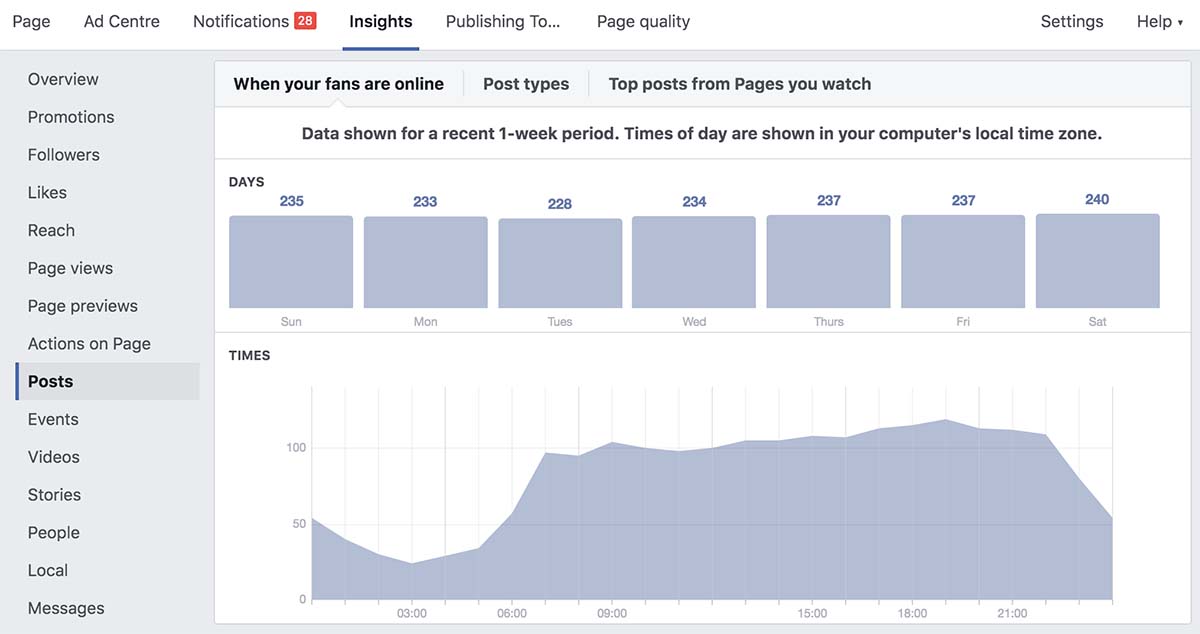 Page Ad Centre Notifications 28 Insights Publishing To... Page quality Settings Help
Overview
Promotions
Followers
Likes
Reach
Page views
Page previews
Actions on Page
Posts
Events
Videos
Stories
People
Local
Messages
When your fans are online Post types Top posts from Pages you watch
Data shown for a recent 1-week period. Times of day are shown in your computer's local time zone.
DAYS
235 233 228 234 237 237 240
Sun Mon Tues Wed Thurs Fri Sat
TIMES
100
50
0
03:00 06:00 09:00 15:00 18:00 21:00